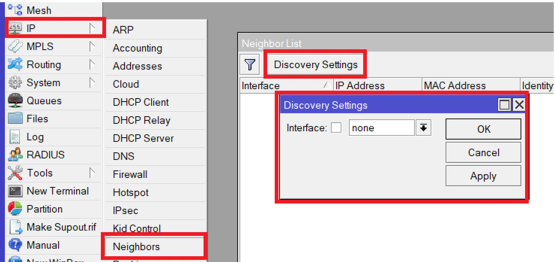 Mesh
IP
MPLS
Routing
System
Queues
Files
Log
RADIUS
Tools
New Terminal
Partition
Make Supout.rif
Manual
New WinBox
ARP
Accounting
Addresses
Cloud
DHCP Client
DHCP Relay
DHCP Server
DNS
Firewall
Hotspot
IPsec
Kid Control
Neighbors
Neighbor List
Discovery Settings
Interface IP Address MAC Address Identity
Discovery Settings
Interface: none
OK
Cancel
Apply